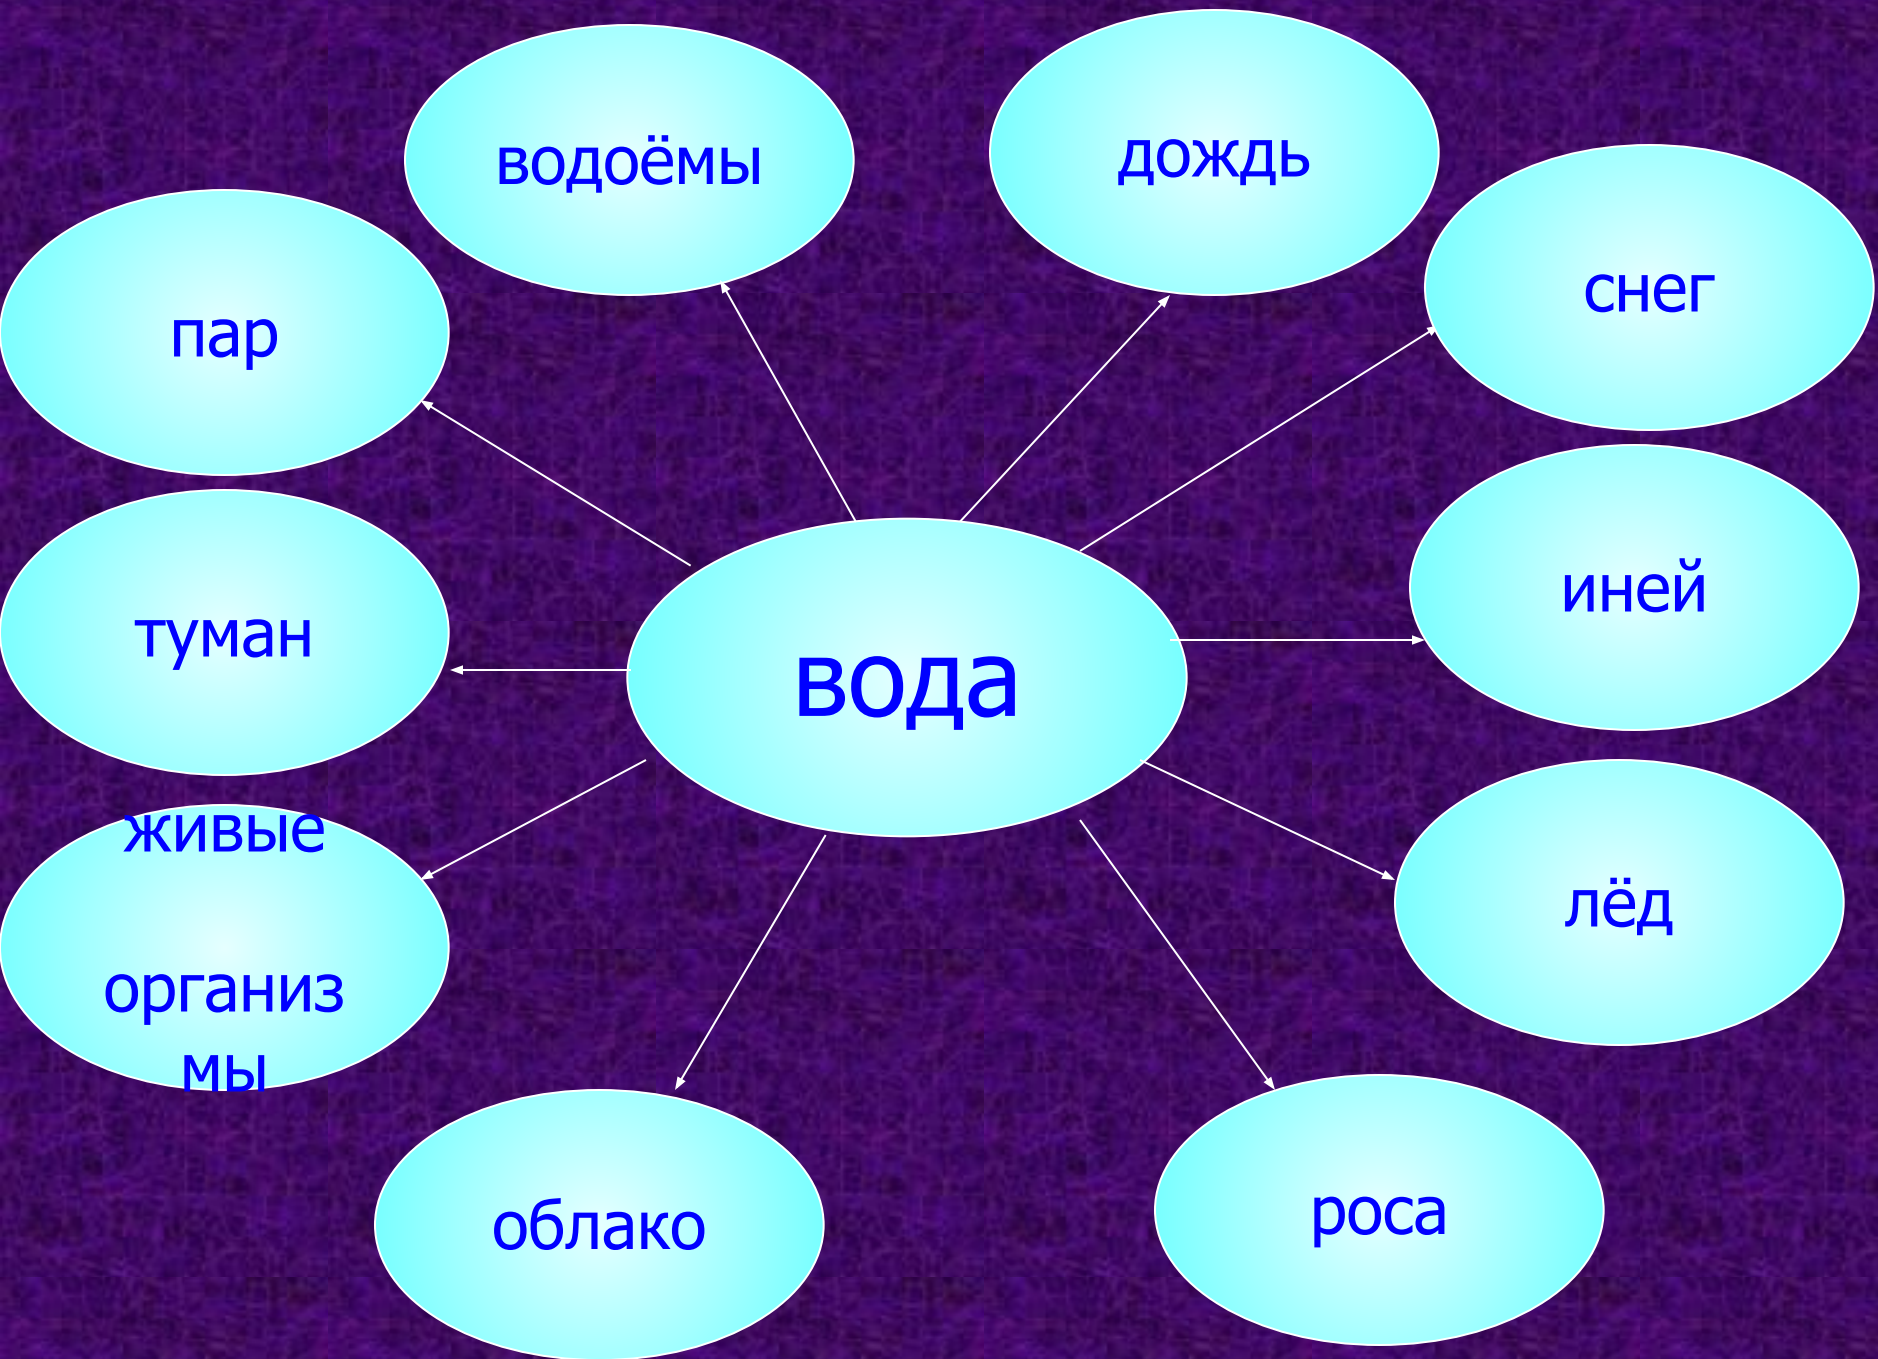 водоёмы
дождь
снег
пар
иней
туман
вода
живые
организ
мы
лёд
облако
роса